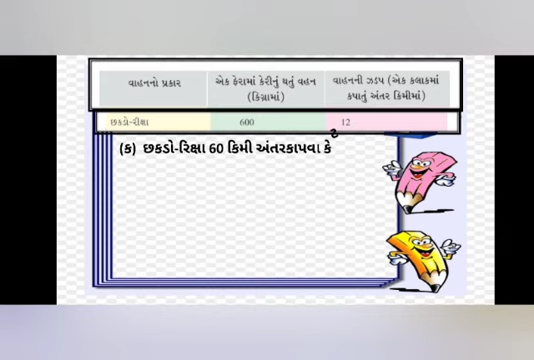 વાહનનો પ્રકાર
એક ફેરામાં કેરીનું થતું વહન (કિગ્રામાં)
વાહનની ઝડપ (એક કલાકમાં કપાતું અંતર કિમીમાં)
છકડો-રીક્ષા 600 12
(ક) છકડો-રિક્ષા 60 કિમી અંતરકાપવા કે